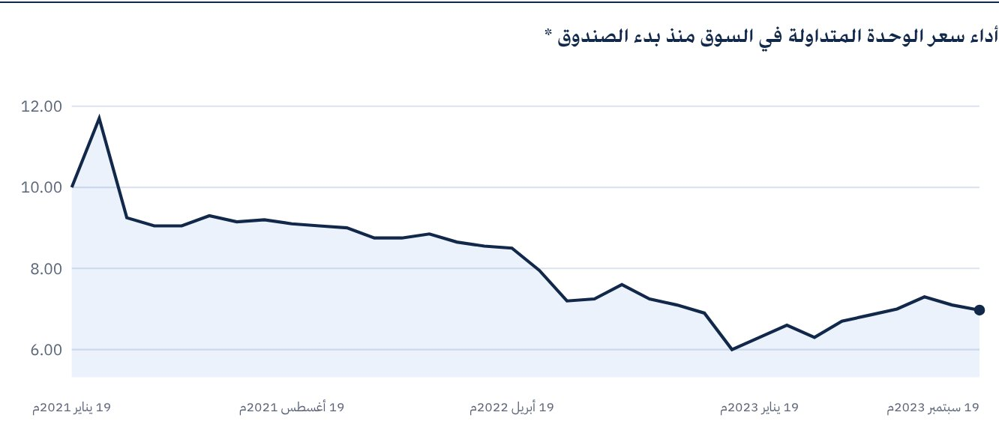 أداء سعر الوحدة المتداولة في السوق منذ بدء الصندوق *
12.00
10.00
8.00
6.00
19 يناير 2021م
19 أغسطس 2021م
19 أبريل 2022م
19 يناير 2023م
19 سبتمبر 2023م